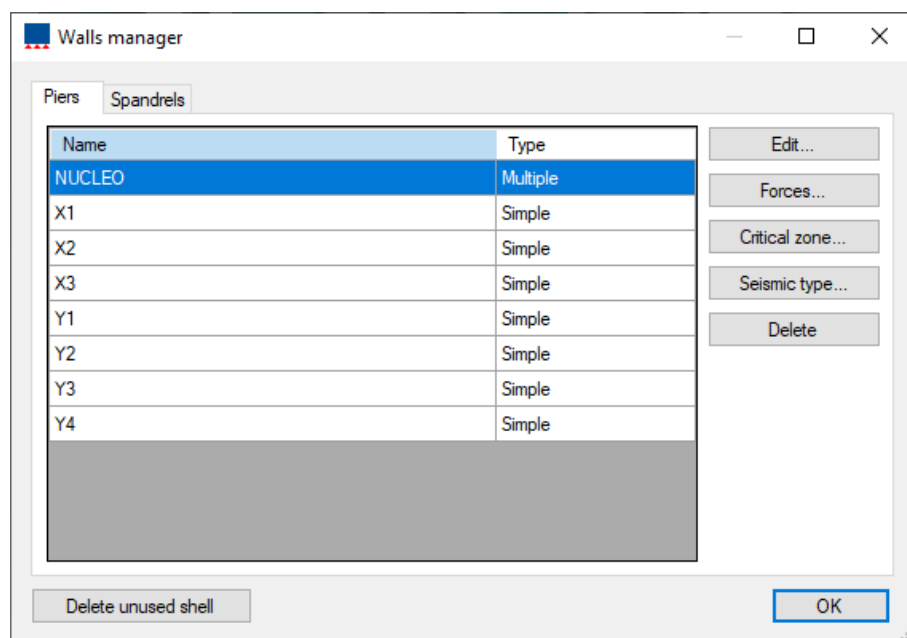 Walls manager
Piers Spandrels
Name Type
NUCLEO Multiple
X1 Simple
X2 Simple
X3 Simple
Y1 Simple
Y2 Simple
Y3 Simple
Y4 Simple
Edit...
Forces...
Critical zone...
Seismic type...
Delete
Delete unused shell
OK